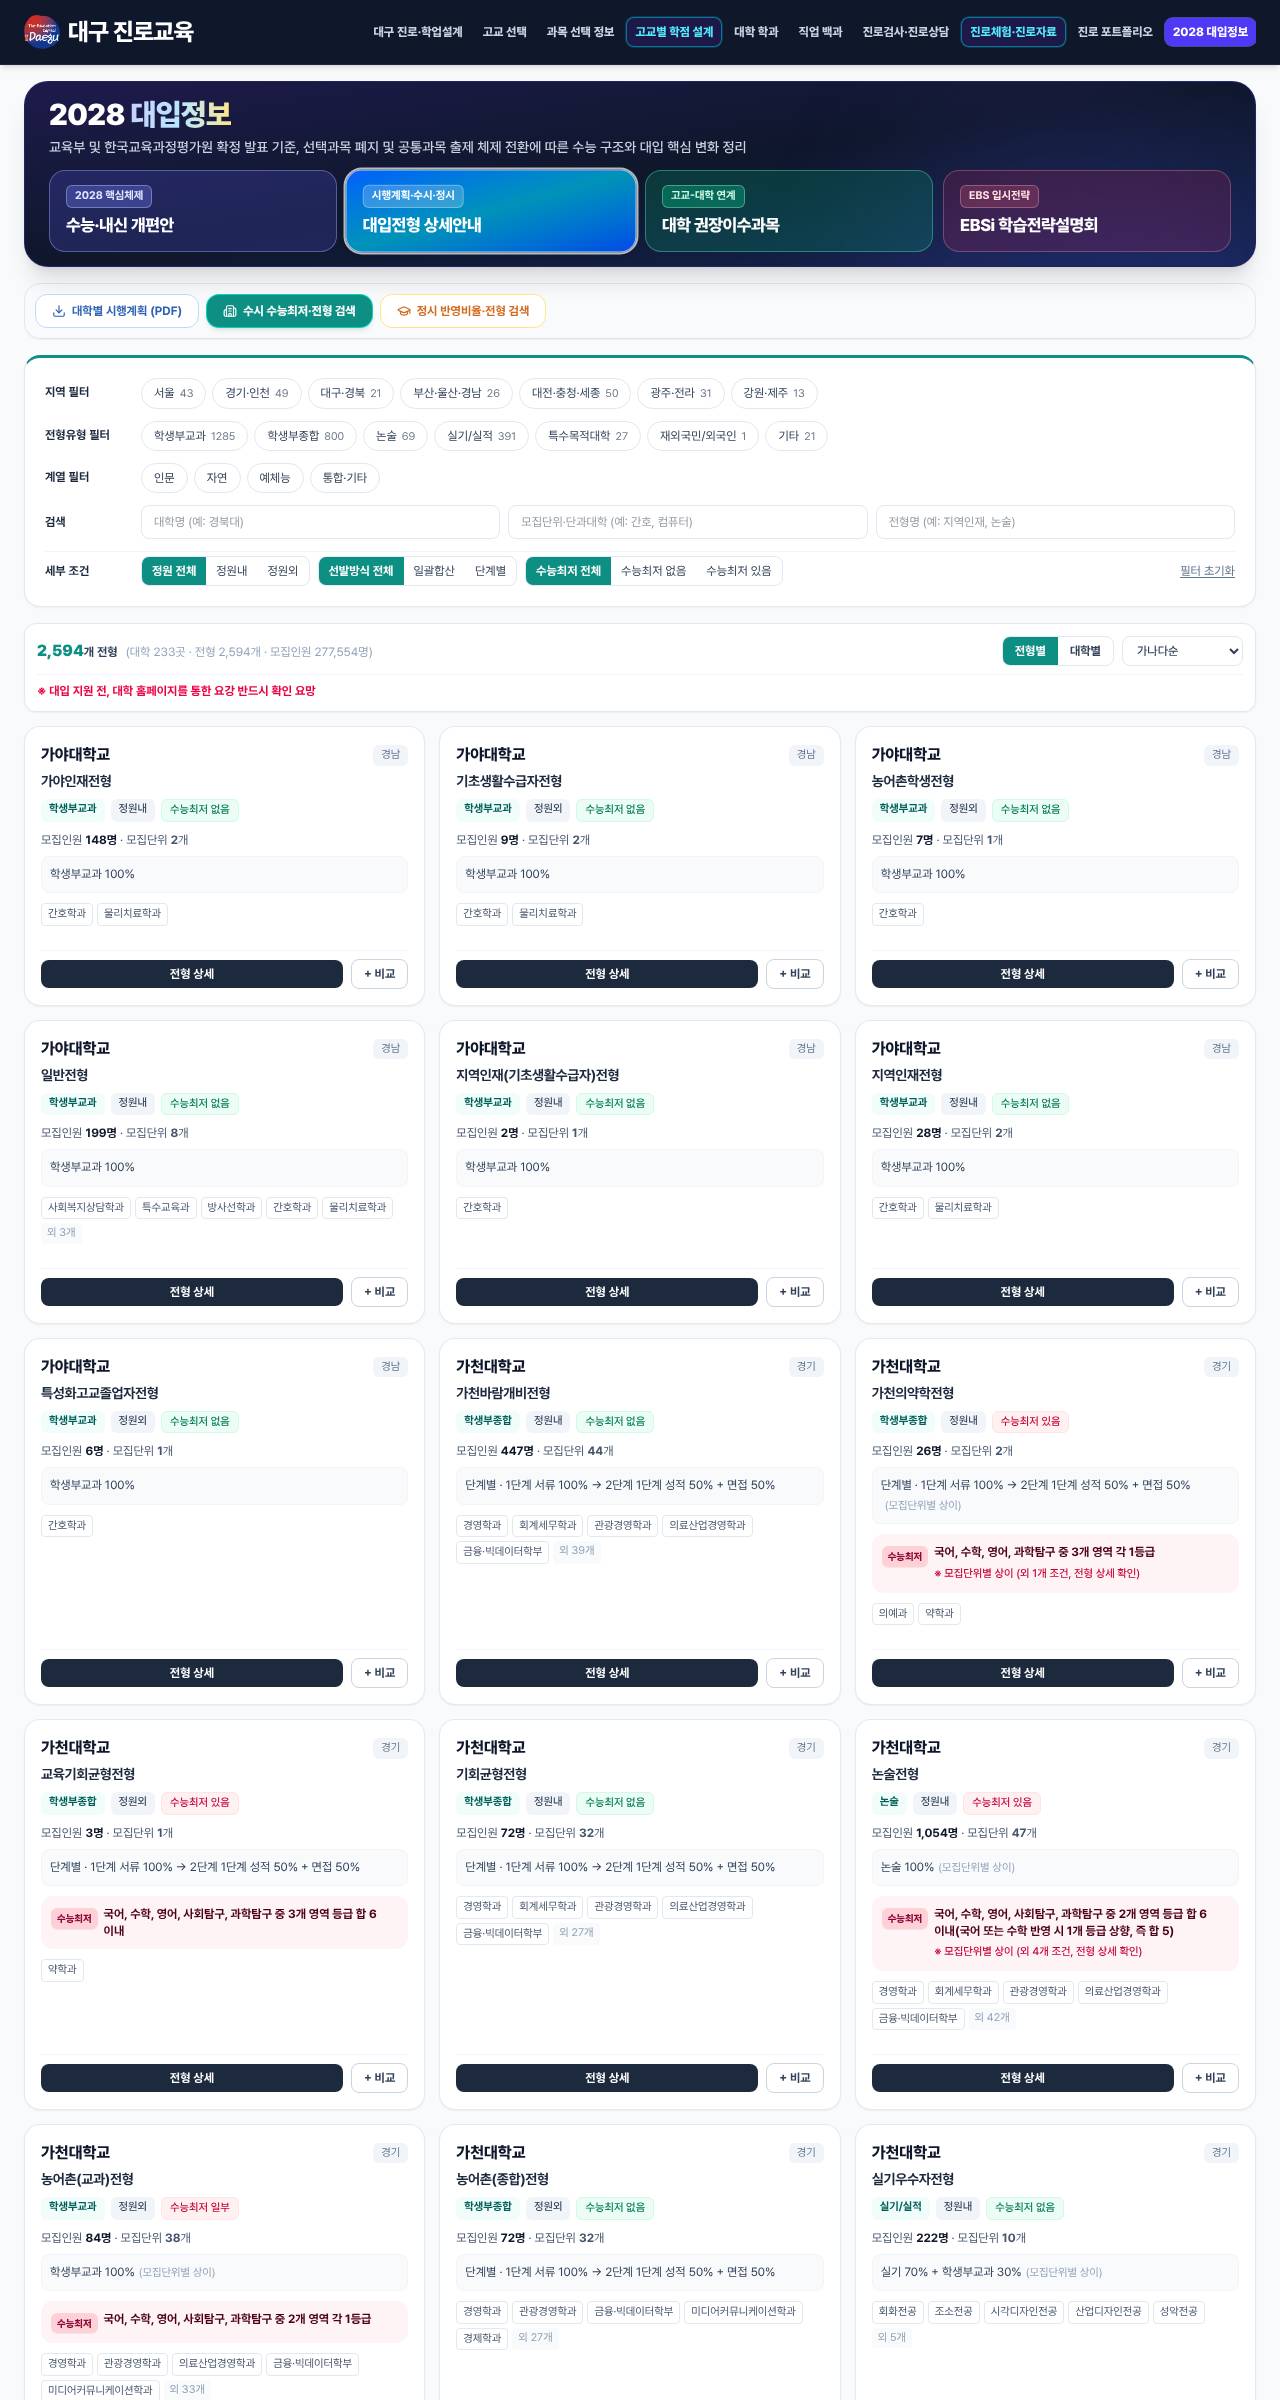 대구 진로교육
대구 진로·학업설계 고교 선택 과목 선택 정보 고교별 학점 설계 대학 학과 직업 백과 진로검사·진로상담 진로체험·진로자료 진로 포트폴리오 2028 대입정보
2028 대입정보
교육부 및 한국교육과정평가원 확정 발표 기준, 선택과목 폐지 및 공통과목 출제 체제 전환에 따른 수능 구조와 대입 핵심 변화 정리
2028 핵심체제 시행계획·수시·정시 고교-대학 연계 EBS 입시전략
수능·내신 개편안 대입전형 상세안내 대학 권장이수과목 EBSi 학습전략설명회
대학별 시행계획 (PDF) 수시 수능최저·전형 검색 정시 반영비율·전형 검색
지역 필터 서울 43 경기·인천 49 대구·경북 21 부산·울산·경남 26 대전·충청·세종 50 광주·전라 31 강원·제주 13
전형유형 필터 학생부교과 1285 학생부종합 800 논술 69 실기/실적 391 특수목적대학 27 재외국민/외국인 1 기타 21
계열 필터 인문 자연 예체능 통합·기타
검색 대학명 (예: 경북대) 모집단위·단과대학 (예: 간호, 컴퓨터) 전형명 (예: 지역인재, 논술)
세부 조건 정원 전체 정원내 정원외 선발방식 전체 일괄합산 단계별 수능최저 전체 수능최저 없음 수능최저 있음 필터 초기화
2,594개 전형 (대학 233곳 · 전형 2,594개 · 모집인원 277,554명) 전형별 대학별 가나다순
※ 대입 지원 전, 대학 홈페이지를 통한 요강 반드시 확인 요망
가야대학교 경남
가야인재전형
학생부교과 정원내 수능최저 없음
모집인원 148명 · 모집단위 2개
학생부교과 100%
간호학과 물리치료학과
전형 상세 + 비교
가야대학교 경남
기초생활수급자전형
학생부교과 정원외 수능최저 없음
모집인원 9명 · 모집단위 2개
학생부교과 100%
간호학과 물리치료학과
전형 상세 + 비교
가야대학교 경남
농어촌학생전형
학생부교과 정원외 수능최저 없음
모집인원 7명 · 모집단위 1개
학생부교과 100%
간호학과
전형 상세 + 비교
가야대학교 경남
일반전형
학생부교과 정원내 수능최저 없음
모집인원 199명 · 모집단위 8개
학생부교과 100%
사회복지상담학과 특수교육과 방사선학과 간호학과 물리치료학과
외 3개
전형 상세 + 비교
가야대학교 경남
지역인재(기초생활수급자)전형
학생부교과 정원내 수능최저 없음
모집인원 2명 · 모집단위 1개
학생부교과 100%
간호학과
전형 상세 + 비교
가야대학교 경남
지역인재전형
학생부교과 정원내 수능최저 없음
모집인원 28명 · 모집단위 2개
학생부교과 100%
간호학과 물리치료학과
전형 상세 + 비교
가야대학교 경남
특성화고교졸업자전형
학생부교과 정원외 수능최저 없음
모집인원 6명 · 모집단위 1개
학생부교과 100%
간호학과
전형 상세 + 비교
가천대학교 경기
가천바람개비전형
학생부종합 정원내 수능최저 없음
모집인원 447명 · 모집단위 44개
단계별 · 1단계 서류 100% → 2단계 1단계 성적 50% + 면접 50%
경영학과 회계세무학과 관광경영학과 의료산업경영학과
금융·빅데이터학부 외 39개
전형 상세 + 비교
가천대학교 경기
가천의약학전형
학생부종합 정원내 수능최저 있음
모집인원 26명 · 모집단위 2개
단계별 · 1단계 서류 100% → 2단계 1단계 성적 50% + 면접 50%
(모집단위별 상이)
수능최저 국어, 수학, 영어, 과학탐구 중 3개 영역 각 1등급
※ 모집단위별 상이 (외 1개 조건, 전형 상세 확인)
의예과 약학과
전형 상세 + 비교
가천대학교 경기
교육기회균형전형
학생부종합 정원외 수능최저 있음
모집인원 3명 · 모집단위 1개
단계별 · 1단계 서류 100% → 2단계 1단계 성적 50% + 면접 50%
수능최저 국어, 수학, 영어, 사회탐구, 과학탐구 중 3개 영역 등급 합 6
이내
약학과
전형 상세 + 비교
가천대학교 경기
기회균형전형
학생부종합 정원내 수능최저 없음
모집인원 72명 · 모집단위 32개
단계별 · 1단계 서류 100% → 2단계 1단계 성적 50% + 면접 50%
경영학과 회계세무학과 관광경영학과 의료산업경영학과
금융·빅데이터학부 외 27개
전형 상세 + 비교
가천대학교 경기
논술전형
논술 정원내 수능최저 있음
모집인원 1,054명 · 모집단위 47개
논술 100% (모집단위별 상이)
수능최저 국어, 수학, 영어, 사회탐구, 과학탐구 중 2개 영역 등급 합 6
이내(국어 또는 수학 반영 시 1개 등급 상향, 즉 합 5)
※ 모집단위별 상이 (외 4개 조건, 전형 상세 확인)
경영학과 회계세무학과 관광경영학과 의료산업경영학과
금융·빅데이터학부 외 42개
전형 상세 + 비교
가천대학교 경기
농어촌(교과)전형
학생부교과 정원외 수능최저 일부
모집인원 84명 · 모집단위 38개
학생부교과 100% (모집단위별 상이)
수능최저 국어, 수학, 영어, 사회탐구, 과학탐구 중 2개 영역 각 1등급
경영학과 관광경영학과 의료산업경영학과 금융·빅데이터학부
미디어커뮤니케이션학과 외 33개
가천대학교 경기
농어촌(종합)전형
학생부종합 정원외 수능최저 없음
모집인원 72명 · 모집단위 32개
단계별 · 1단계 서류 100% → 2단계 1단계 성적 50% + 면접 50%
경영학과 관광경영학과 금융·빅데이터학부 미디어커뮤니케이션학과
경제학과 외 27개
가천대학교 경기
실기우수자전형
실기/실적 정원내 수능최저 없음
모집인원 222명 · 모집단위 10개
실기 70% + 학생부교과 30% (모집단위별 상이)
회화전공 조소전공 시각디자인전공 산업디자인전공 성악전공
외 5개